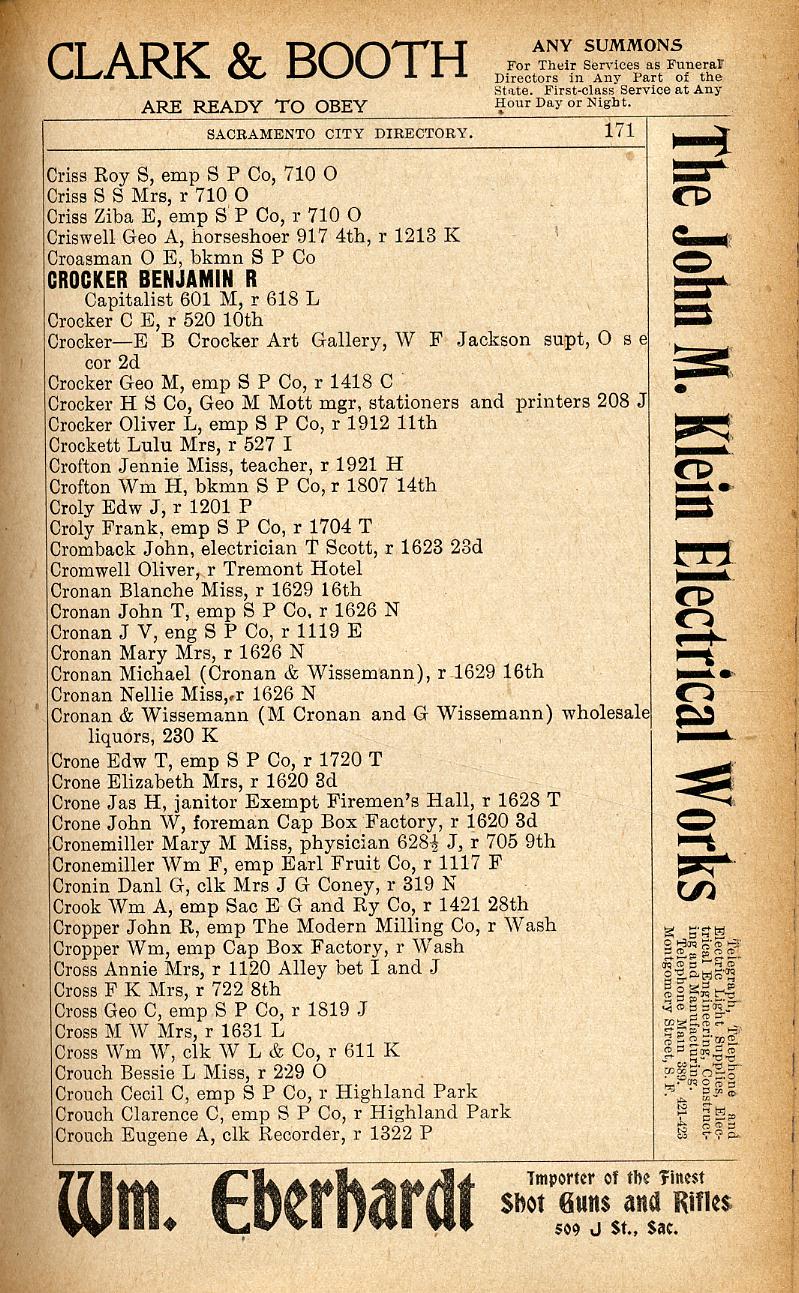 CLARK & BOOTH
ARE READY TO OBEY
ANY SUMMONS
For Their Services as Funeral
Directors in Any Part of the
State. First-class Service at Any
Hour Day or Night.
SACRAMENTO CITY DIRECTORY. 171
Criss Roy S, emp S P Co, 710 O
Criss S S Mrs, r 710 O
Criss Ziba E, emp S P Co, r 710 O
Criswell Geo A, horseshoer 917 4th, r 1213 K
Croasman O E, bkmn S P Co
CROCKER BENJAMIN R
Capitalist 601 M, r 618 L
Crocker C E, r 520 10th
Crocker—E B Crocker Art Gallery, W F Jackson supt, O s e
cor 2d
Crocker Geo M, emp S P Co, r 1418 C
Crocker H S Co, Geo M Mott mgr, stationers and printers 208 J
Crocker Oliver L, emp S P Co, r 1912 11th
Crockett Lulu Mrs, r 527 I
Crofton Jennie Miss, teacher, r 1921 H
Crofton Wm H, bkmn S P Co, r 1807 14th
Croly Edw J, r 1201 P
Croly Frank, emp S P Co, r 1704 T
Cromback John, electrician T Scott, r 1623 23d
Cromwell Oliver, r Tremont Hotel
Cronan Blanche Miss, r 1629 16th
Cronan John T, emp S P Co, r 1626 N
Cronan J V, eng S P Co, r 1119 E
Cronan Mary Mrs, r 1626 N
Cronan Michael (Cronan & Wissemann), r 1629 16th
Cronan Nellie Miss, r 1626 N
Cronan & Wissemann (M Cronan and G Wissemann) wholesale
liquors, 230 K
Crone Edw T, emp S P Co, r 1720 T
Crone Elizabeth Mrs, r 1620 3d
Crone Jas H, janitor Exempt Firemen's Hall, r 1628 T
Crone John W, foreman Cap Box Factory, r 1620 3d
Cronemiller Mary M Miss, physician 628½ J, r 705 9th
Cronemiller Wm F, emp Earl Fruit Co, r 1117 F
Cronin Danl G, clk Mrs J G Coney, r 319 N
Crook Wm A, emp Sac E G and Ry Co, r 1421 28th
Cropper John R, emp The Modern Milling Co, r Wash
Cropper Wm, emp Cap Box Factory, r Wash
Cross Annie Mrs, r 1120 Alley bet I and J
Cross F K Mrs, r 722 8th
Cross Geo C, emp S P Co, r 1819 J
Cross M W Mrs, r 1631 L
Cross Wm W, clk W L & Co, r 611 K
Crouch Bessie L Miss, r 229 O
Crouch Cecil C, emp S P Co, r Highland Park
Crouch Clarence C, emp S P Co, r Highland Park
Crouch Eugene A, clk Recorder, r 1322 P
The John M. Klein Electrical Works
Telegraph, Telephone and
Electric Light Supplies, Elec-
trical Engineering, Construct-
ing and Manufacturing.
Telephone Main 389. 421-423
Montgomery Street, S. F.
Wm. Eberhardt
Importer of the Finest
Shot Guns and Rifles
509 J St., Sac.